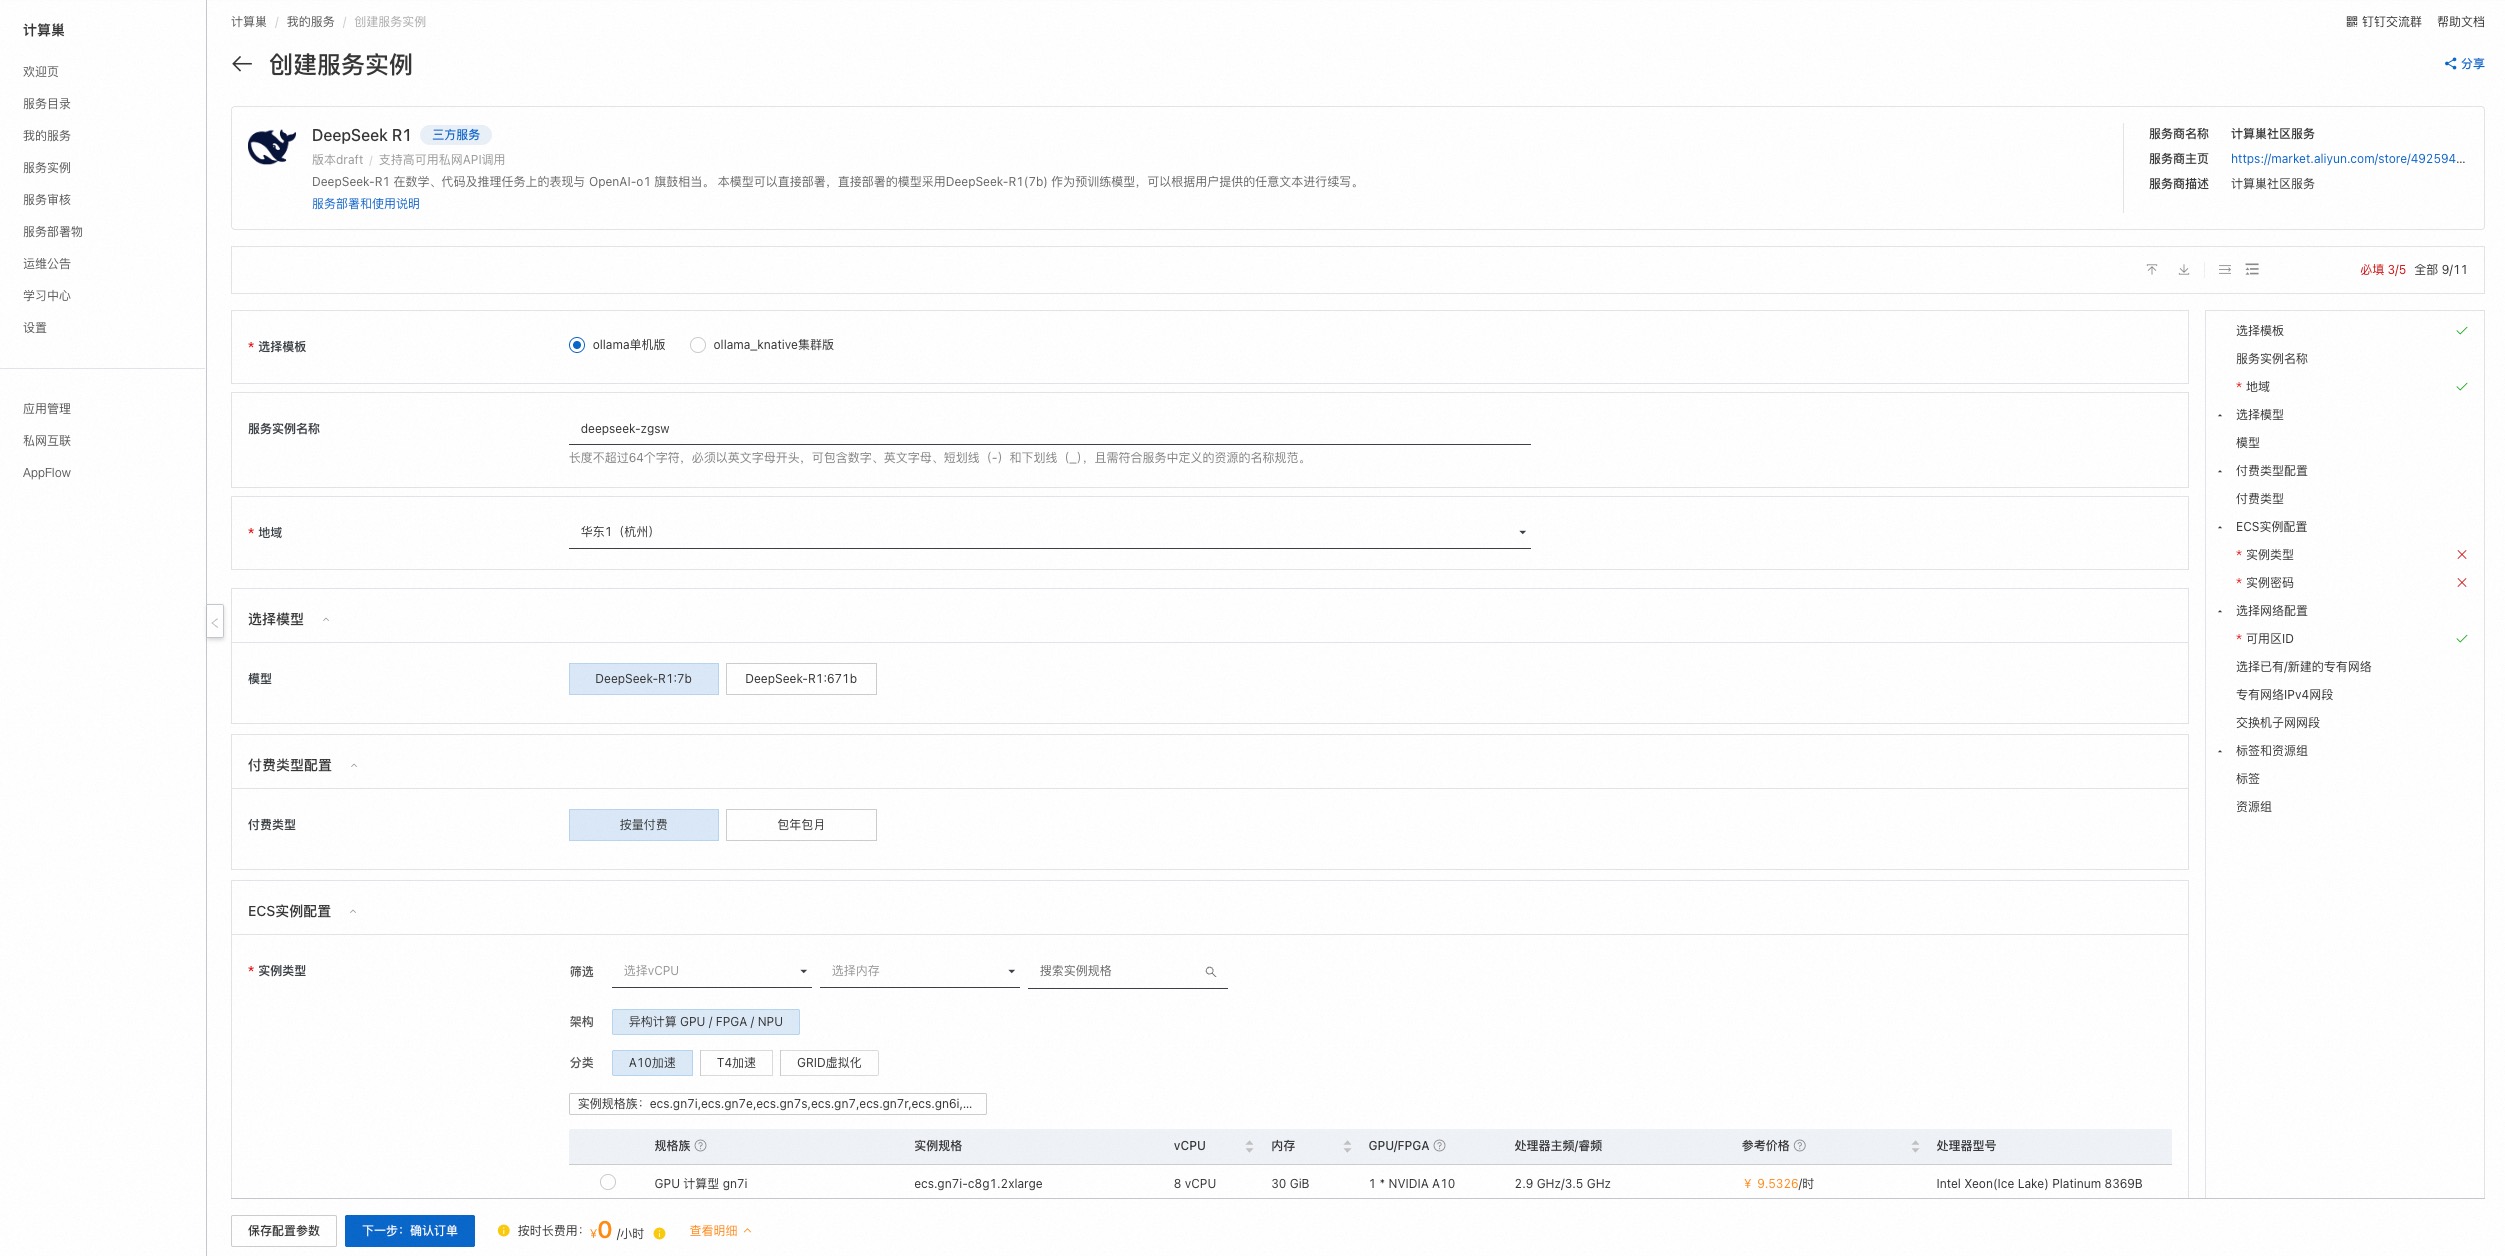 计算巢
欢迎页
服务目录
我的服务
服务实例
服务审核
服务部署物
运维公告
学习中心
设置
应用管理
私网互联
AppFlow
计算巢 / 我的服务 / 创建服务实例
钉钉交流群 帮助文档
创建服务实例
分享
DeepSeek R1 三方服务
版本draft / 支持高可用私网API调用
DeepSeek-R1 在数学、代码及推理任务上的表现与 OpenAI-o1 旗鼓相当。 本模型可以直接部署，直接部署的模型采用DeepSeek-R1(7b) 作为预训练模型，可以根据用户提供的任意文本进行续写。
服务部署和使用说明
服务商名称 计算巢社区服务
服务商主页 https://market.aliyun.com/store/492594...
服务商描述 计算巢社区服务
必填 3/5 全部 9/11
* 选择模板 ollama单机版 ollama_knative集群版
服务实例名称 deepseek-zgsw
长度不超过64个字符，必须以英文字母开头，可包含数字、英文字母、短划线（-）和下划线（_），且需符合服务中定义的资源的名称规范。
* 地域 华东1（杭州）
选择模型
模型 DeepSeek-R1:7b DeepSeek-R1:671b
付费类型配置
付费类型 按量付费 包年包月
ECS实例配置
* 实例类型 筛选 选择vCPU 选择内存 搜索实例规格
架构 异构计算 GPU / FPGA / NPU
分类 A10加速 T4加速 GRID虚拟化
实例规格族：ecs.gn7i,ecs.gn7e,ecs.gn7s,ecs.gn7,ecs.gn7r,ecs.gn6i,...
规格族 实例规格 vCPU 内存 GPU/FPGA 处理器主频/睿频 参考价格 处理器型号
GPU 计算型 gn7i ecs.gn7i-c8g1.2xlarge 8 vCPU 30 GiB 1 * NVIDIA A10 2.9 GHz/3.5 GHz ¥ 9.5326/时 Intel Xeon(Ice Lake) Platinum 8369B
选择模板
服务实例名称
* 地域
选择模型
模型
付费类型配置
付费类型
ECS实例配置
* 实例类型
* 实例密码
选择网络配置
* 可用区ID
选择已有/新建的专有网络
专有网络IPv4网段
交换机子网网段
标签和资源组
标签
资源组
保存配置参数 下一步：确认订单 按时长费用：¥0 /小时 查看明细